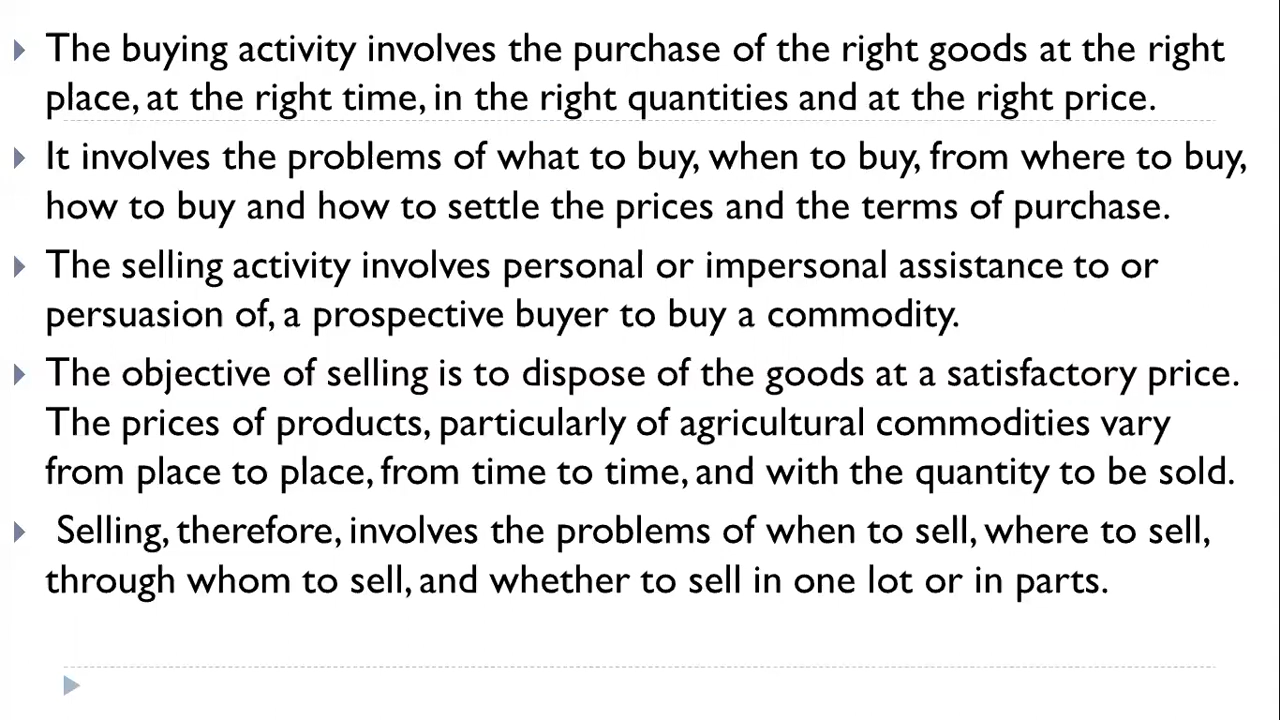 The buying activity involves the purchase of the right goods at the right
place, at the right time, in the right quantities and at the right price.
It involves the problems of what to buy, when to buy, from where to buy,
how to buy and how to settle the prices and the terms of purchase.
The selling activity involves personal or impersonal assistance to or
persuasion of, a prospective buyer to buy a commodity.
The objective of selling is to dispose of the goods at a satisfactory price.
The prices of products, particularly of agricultural commodities vary
from place to place, from time to time, and with the quantity to be sold.
Selling, therefore, involves the problems of when to sell, where to sell,
through whom to sell, and whether to sell in one lot or in parts.